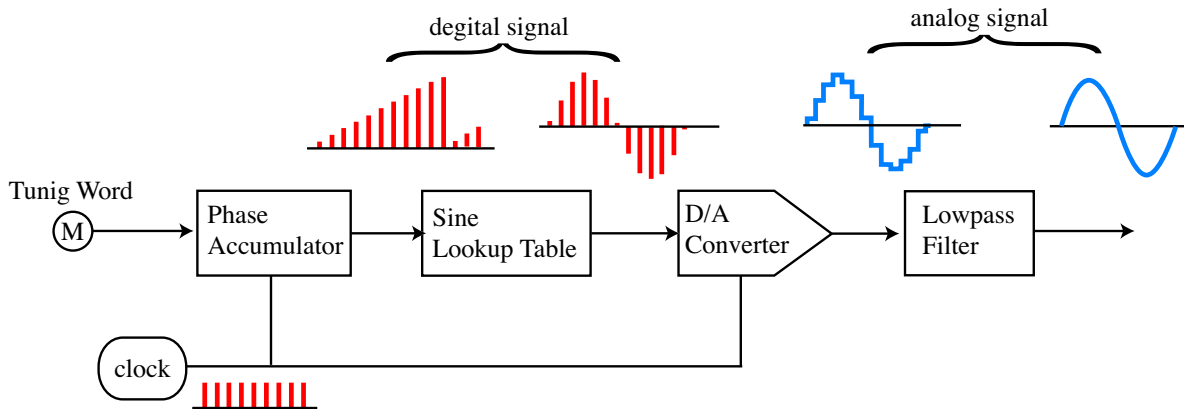 degital signal
analog signal
Tunig Word
M
Phase
Accumulator
Sine
Lookup Table
D/A
Converter
Lowpass
Filter
clock